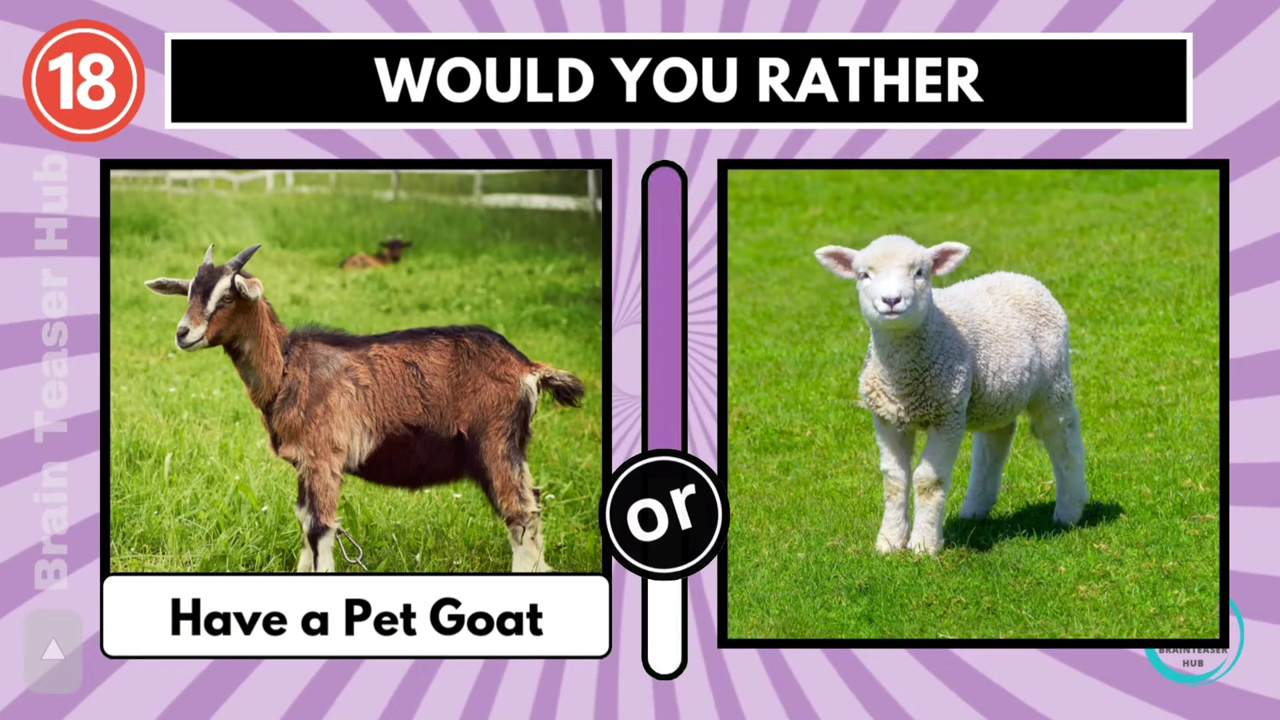 18
WOULD YOU RATHER
Brain Teaser Hub
or
Have a Pet Goat
BRAINTEASER
HUB